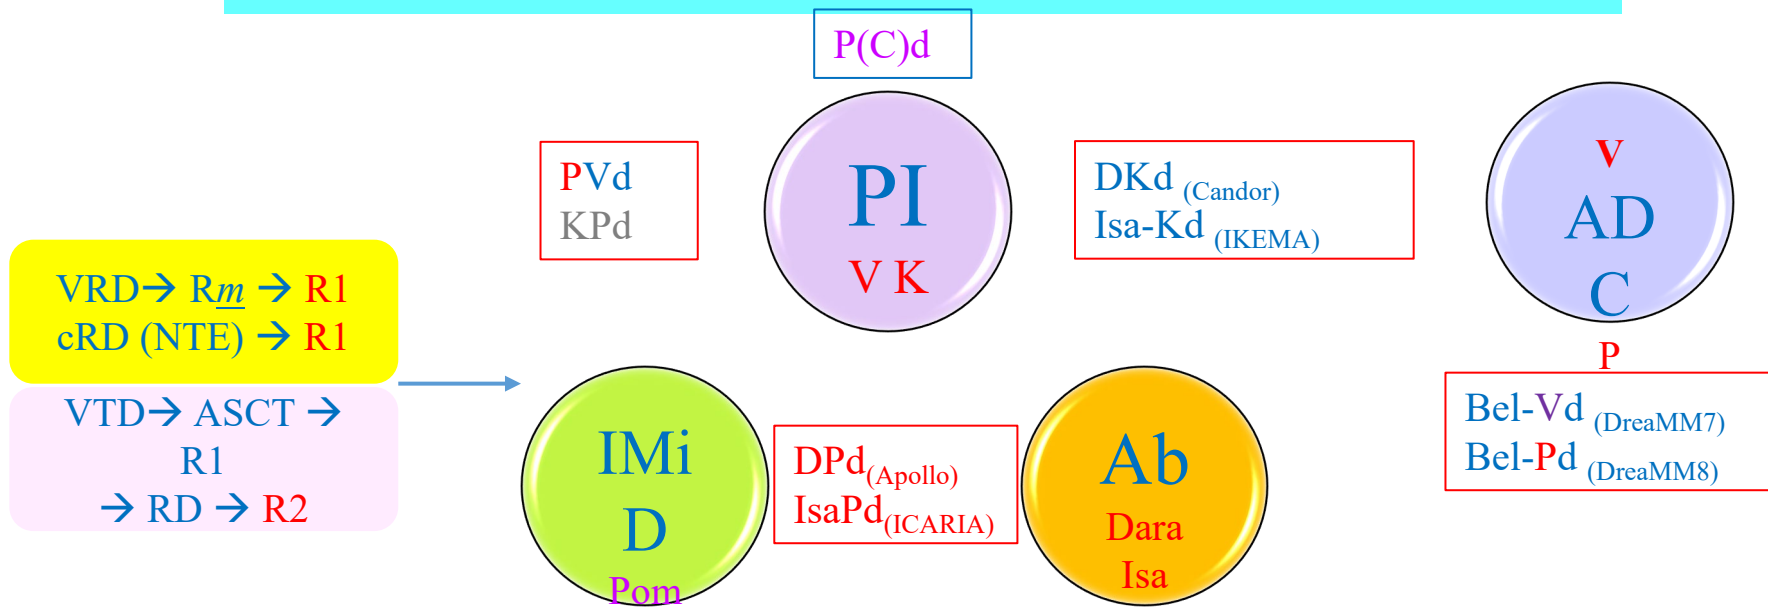 P(C)d
PVd
KPd
PI
V K
DKd (Candor)
Isa-Kd (IKEMA)
V
AD
C
P
VRD→ Rm → R1
cRD (NTE) → R1
VTD→ ASCT →
R1
→ RD → R2
IMi
D
Pom
DPd(Apollo)
IsaPd(ICARIA)
Ab
Dara
Isa
Bel-Vd (DreaMM7)
Bel-Pd (DreaMM8)